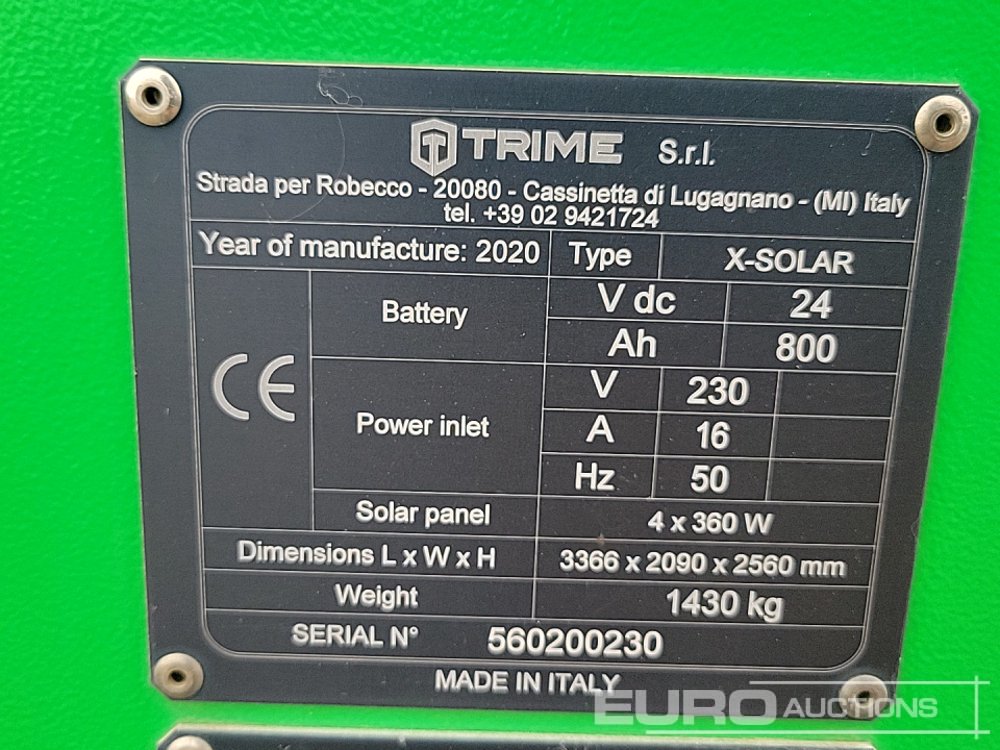 TRIME S.r.l.
Strada per Robecco - 20080 - Cassinetta di Lugagnano - (MI) Italy
tel. +39 02 9421724
Year of manufacture: 2020 Type X-SOLAR
CE
Battery
V dc 24
Ah 800
Power inlet
V 230
A 16
Hz 50
Solar panel 4 x 360 W
Dimensions L x W x H 3366 x 2090 x 2560 mm
Weight 1430 kg
SERIAL N° 560200230
MADE IN ITALY
EURO AUCTIONS